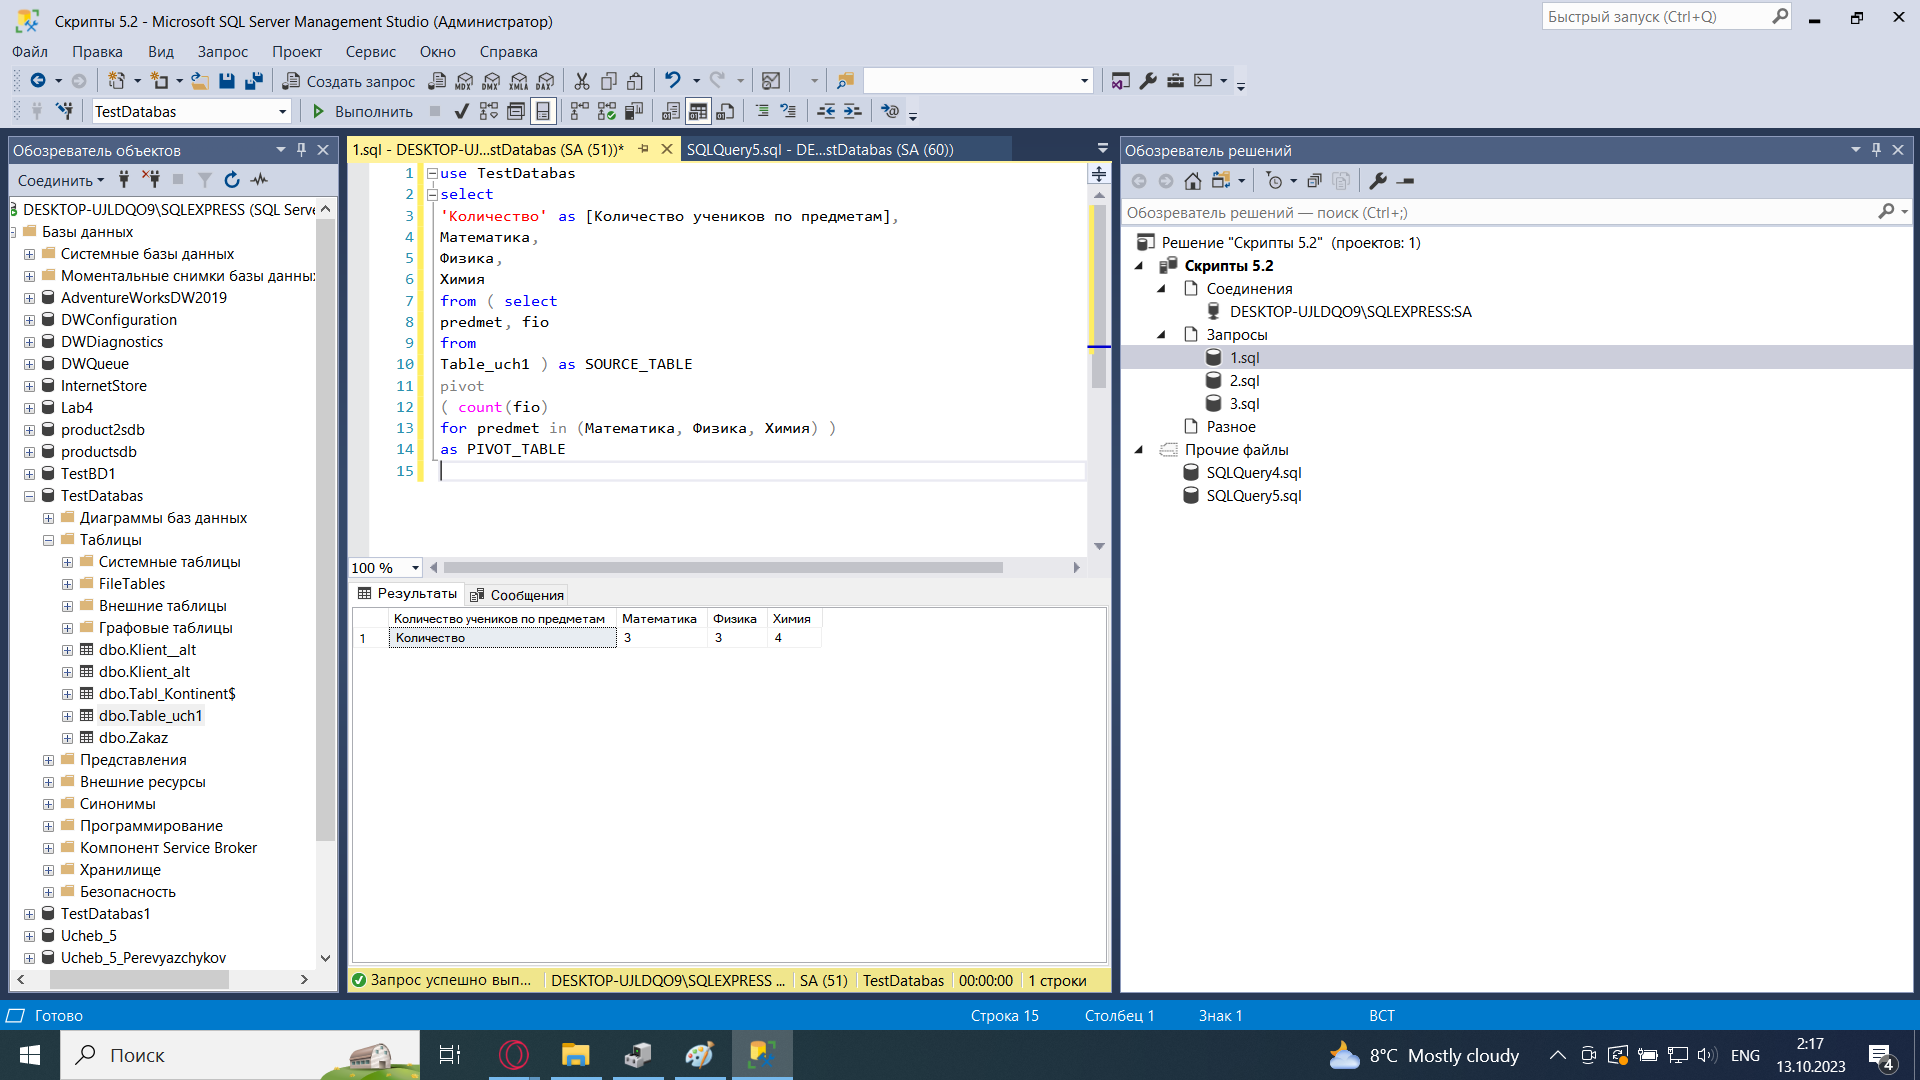 Скрипты 5.2 - Microsoft SQL Server Management Studio (Администратор)
Быстрый запуск (Ctrl+Q)
Файл Правка Вид Запрос Проект Сервис Окно Справка
Создать запрос
TestDatabas
Выполнить
Обозреватель объектов
Соединить
DESKTOP-UJLDQO9\SQLEXPRESS (SQL Serve
Базы данных
Системные базы данных
Моментальные снимки базы данны
AdventureWorksDW2019
DWConfiguration
DWDiagnostics
DWQueue
InternetStore
Lab4
product2sdb
productsdb
TestBD1
TestDatabas
Диаграммы баз данных
Таблицы
Системные таблицы
FileTables
Внешние таблицы
Графовые таблицы
dbo.Klient__alt
dbo.Klient_alt
dbo.Tabl_Kontinent$
dbo.Table_uch1
dbo.Zakaz
Представления
Внешние ресурсы
Синонимы
Программирование
Компонент Service Broker
Хранилище
Безопасность
TestDatabas1
Ucheb_5
Ucheb_5_Perevyazchykov
1.sql - DESKTOP-UJ...stDatabas (SA (51))*
SQLQuery5.sql - DE...stDatabas (SA (60))
1 use TestDatabas
2 select
3 'Количество' as [Количество учеников по предметам],
4 Математика,
5 Физика,
6 Химия
7 from ( select
8 predmet, fio
9 from
10 Table_uch1 ) as SOURCE_TABLE
11 pivot
12 ( count(fio)
13 for predmet in (Математика, Физика, Химия) )
14 as PIVOT_TABLE
15
100 %
Результаты Сообщения
Количество учеников по предметам Математика Физика Химия
1 Количество 3 3 4
Запрос успешно вып... DESKTOP-UJLDQO9\SQLEXPRESS ... SA (51) TestDatabas 00:00:00 1 строки
Обозреватель решений
Обозреватель решений — поиск (Ctrl+;)
Решение "Скрипты 5.2" (проектов: 1)
Скрипты 5.2
Соединения
DESKTOP-UJLDQO9\SQLEXPRESS:SA
Запросы
1.sql
2.sql
3.sql
Разное
Прочие файлы
SQLQuery4.sql
SQLQuery5.sql
Готово Строка 15 Столбец 1 Знак 1 ВСТ
Поиск
8°C Mostly cloudy
ENG
2:17
13.10.2023
4